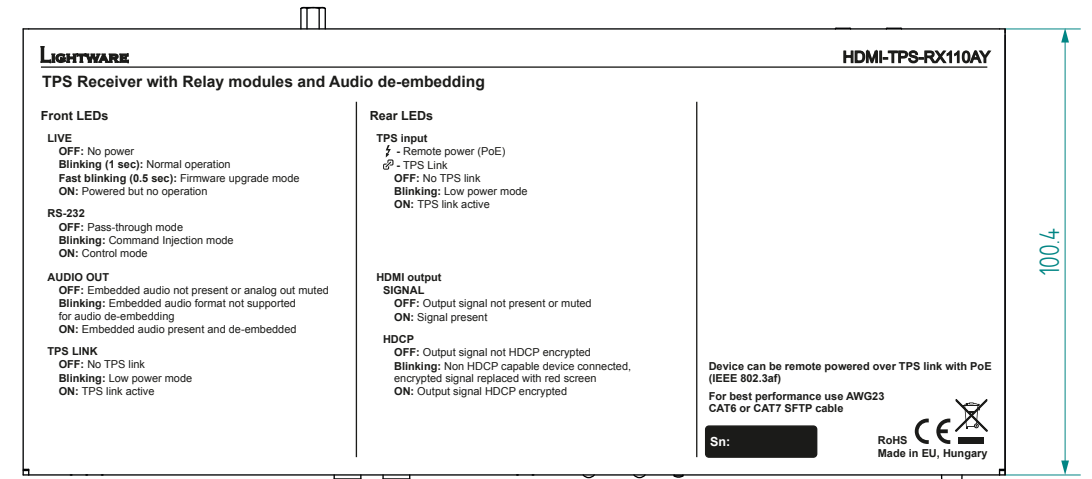 LIGHTWARE
HDMI-TPS-RX110AY
TPS Receiver with Relay modules and Audio de-embedding
Front LEDs
LIVE
OFF: No power
Blinking (1 sec): Normal operation
Fast blinking (0.5 sec): Firmware upgrade mode
ON: Powered but no operation
RS-232
OFF: Pass-through mode
Blinking: Command Injection mode
ON: Control mode
AUDIO OUT
OFF: Embedded audio not present or analog out muted
Blinking: Embedded audio format not supported
for audio de-embedding
ON: Embedded audio present and de-embedded
TPS LINK
OFF: No TPS link
Blinking: Low power mode
ON: TPS link active
Rear LEDs
TPS input
- Remote power (PoE)
- TPS Link
OFF: No TPS link
Blinking: Low power mode
ON: TPS link active
HDMI output
SIGNAL
OFF: Output signal not present or muted
ON: Signal present
HDCP
OFF: Output signal not HDCP encrypted
Blinking: Non HDCP capable device connected,
encrypted signal replaced with red screen
ON: Output signal HDCP encrypted
Device can be remote powered over TPS link with PoE
(IEEE 802.3af)
For best performance use AWG23
CAT6 or CAT7 SFTP cable
Sn:
RoHS CE
Made in EU, Hungary
100.4